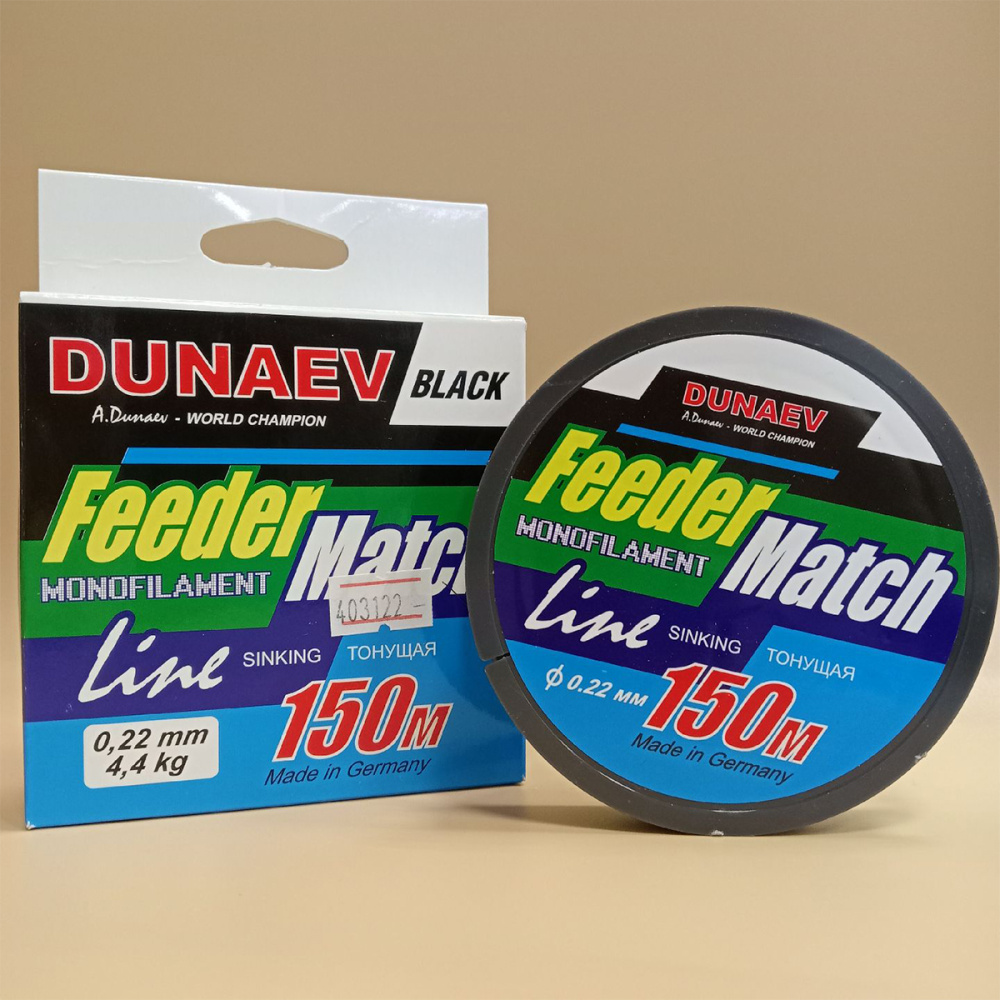 DUNAEV
BLACK
A.Dunaev - WORLD CHAMPION
Feeder
Match
MONOFILAMENT
403122 -
Line SINKING ТОНУЩАЯ
150м
0,22 mm
4,4 kg
Made in Germany
DUNAEV
A.Dunaev - WORLD CHAMPION
Feeder
MONOFILAMENT
Match
Line SINKING ТОНУЩАЯ
ϕ 0.22 мм 150м
Made in Germany